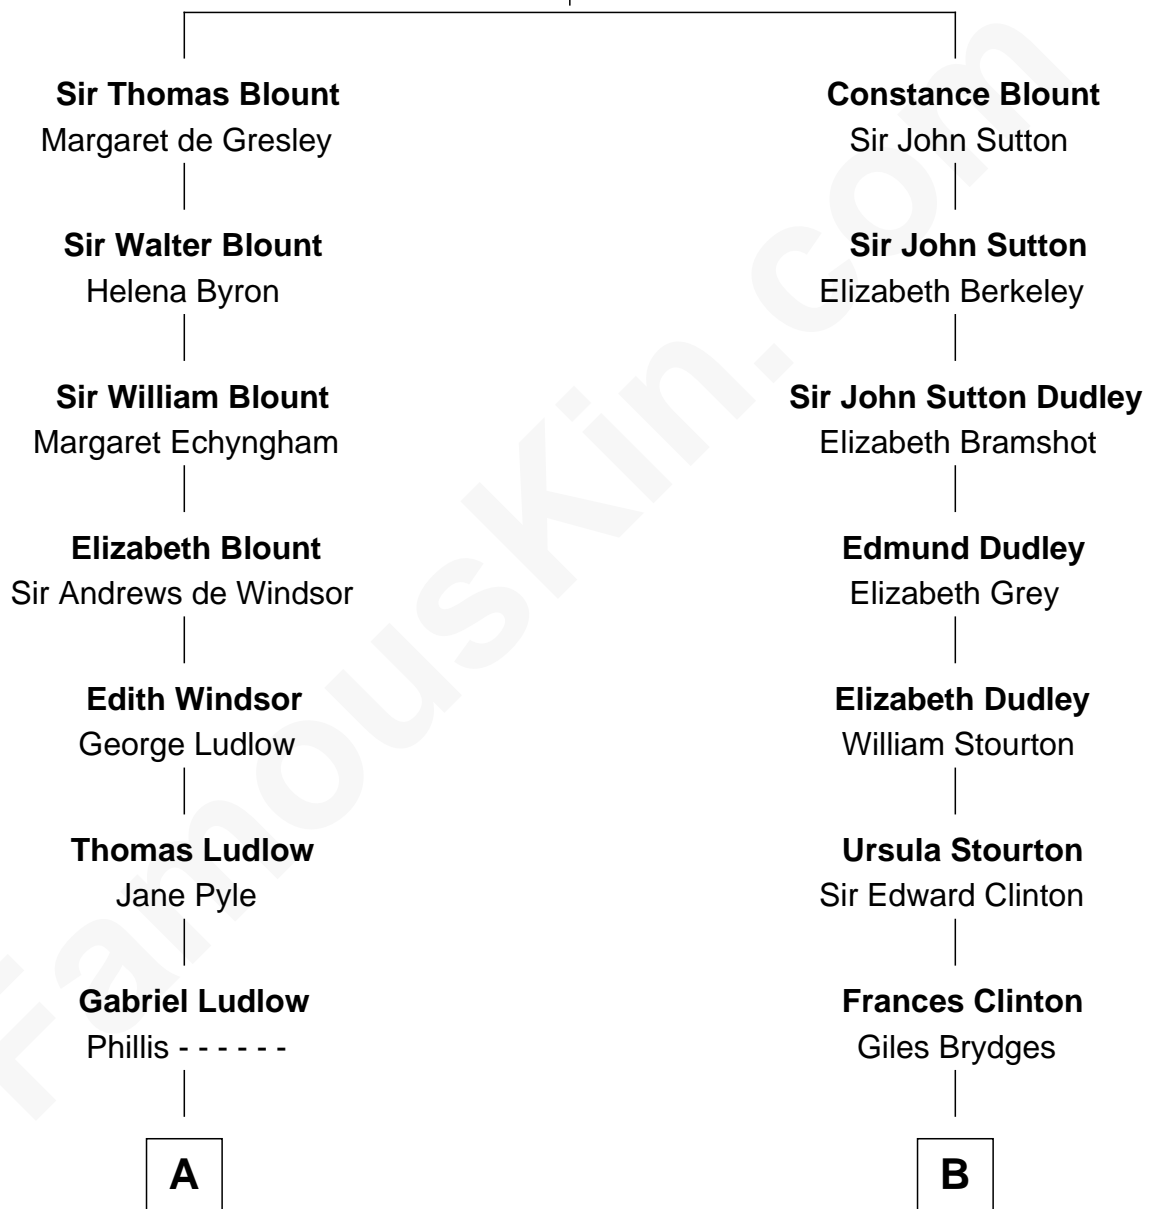 Sir Thomas Blount
Margaret de Gresley
Sir Walter Blount
Helena Byron
Sir William Blount
Margaret Echyngham
Elizabeth Blount
Sir Andrews de Windsor
Edith Windsor
George Ludlow
Thomas Ludlow
Jane Pyle
Gabriel Ludlow
Phillis - - - - - -
A
Constance Blount
Sir John Sutton
Sir John Sutton
Elizabeth Berkeley
Sir John Sutton Dudley
Elizabeth Bramshot
Edmund Dudley
Elizabeth Grey
Elizabeth Dudley
William Stourton
Ursula Stourton
Sir Edward Clinton
Frances Clinton
Giles Brydges
B
FamousKin.com